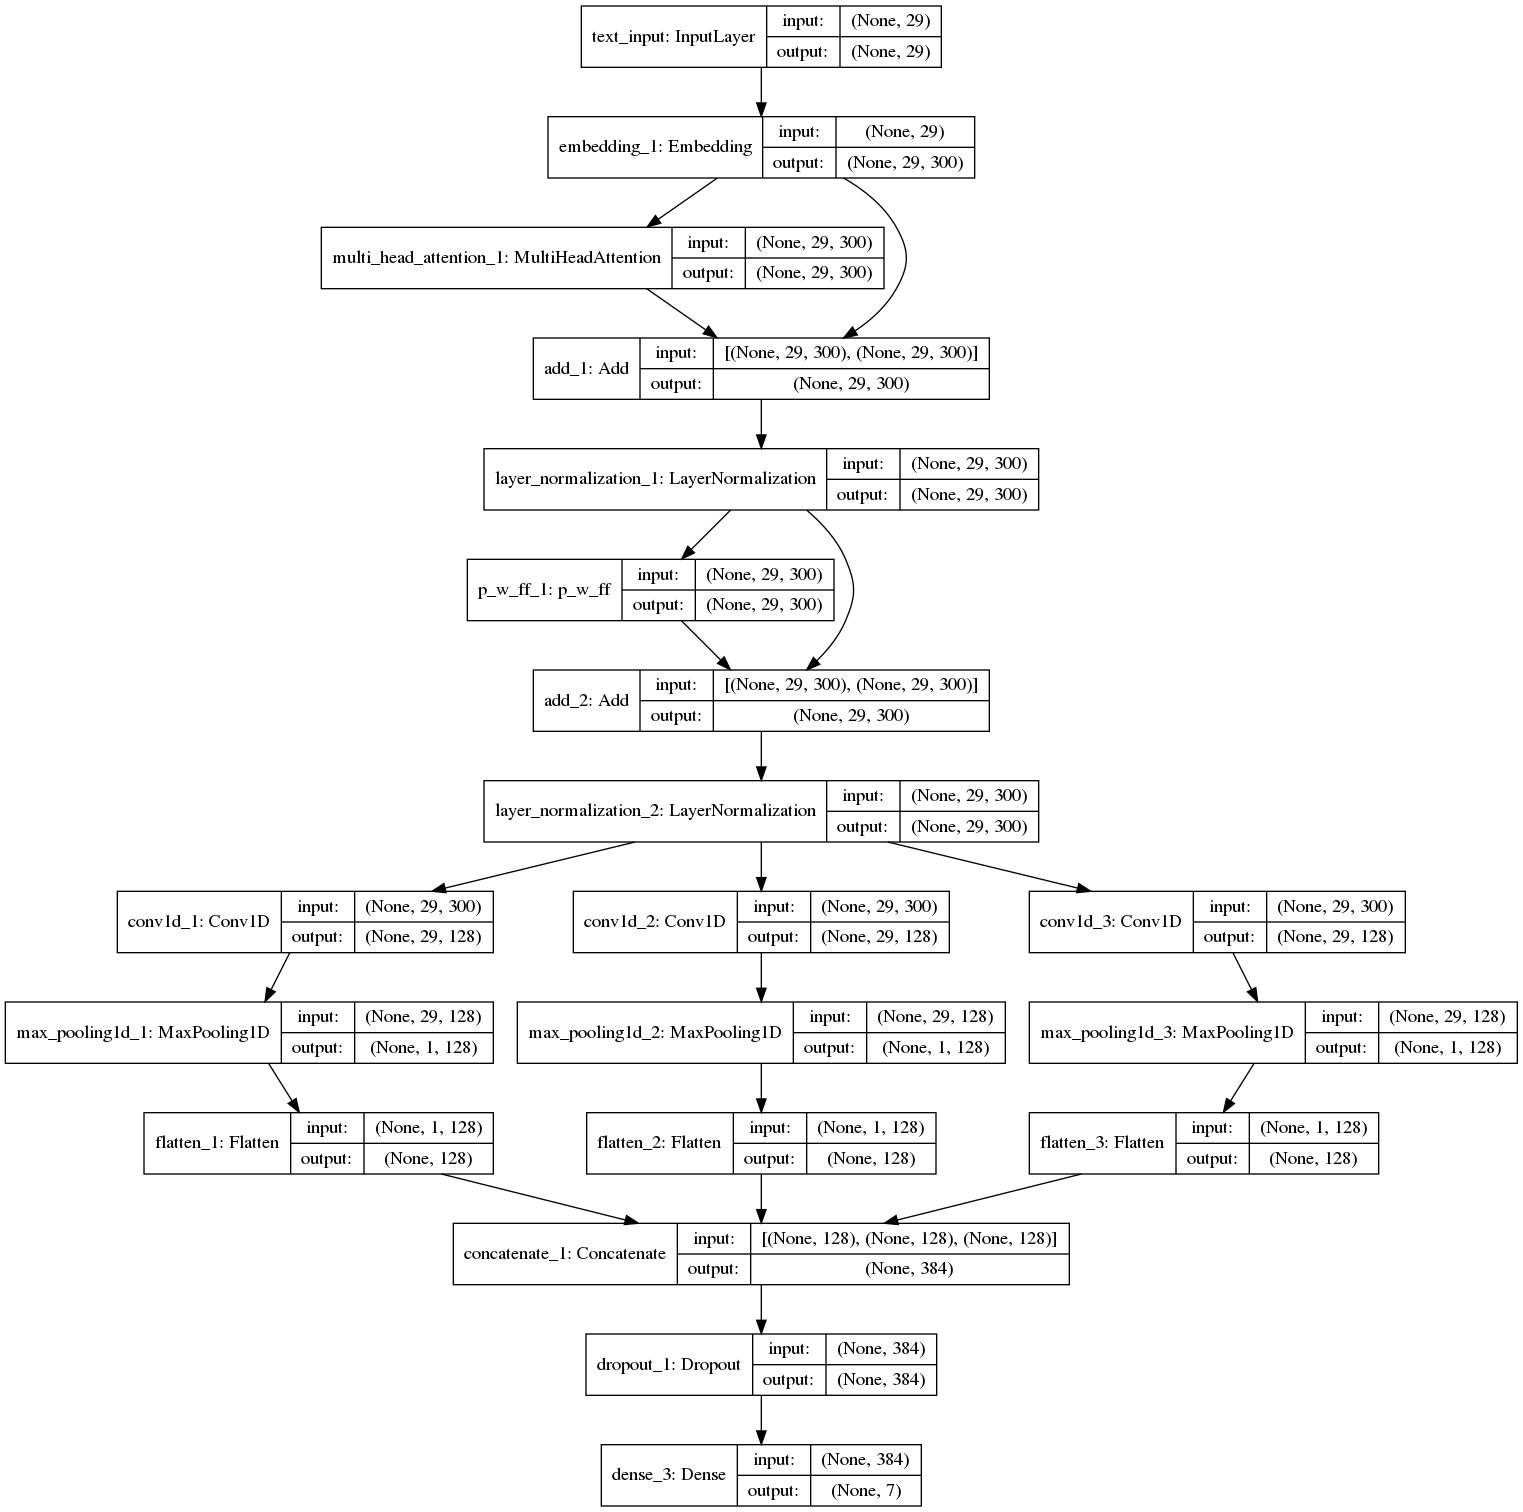 text_input: InputLayer
input: (None, 29)
output: (None, 29)
embedding_1: Embedding
input: (None, 29)
output: (None, 29, 300)
multi_head_attention_1: MultiHeadAttention
input: (None, 29, 300)
output: (None, 29, 300)
add_1: Add
input: [(None, 29, 300), (None, 29, 300)]
output: (None, 29, 300)
layer_normalization_1: LayerNormalization
input: (None, 29, 300)
output: (None, 29, 300)
p_w_ff_1: p_w_ff
input: (None, 29, 300)
output: (None, 29, 300)
add_2: Add
input: [(None, 29, 300), (None, 29, 300)]
output: (None, 29, 300)
layer_normalization_2: LayerNormalization
input: (None, 29, 300)
output: (None, 29, 300)
conv1d_1: Conv1D
input: (None, 29, 300)
output: (None, 29, 128)
conv1d_2: Conv1D
input: (None, 29, 300)
output: (None, 29, 128)
conv1d_3: Conv1D
input: (None, 29, 300)
output: (None, 29, 128)
max_pooling1d_1: MaxPooling1D
input: (None, 29, 128)
output: (None, 1, 128)
max_pooling1d_2: MaxPooling1D
input: (None, 29, 128)
output: (None, 1, 128)
max_pooling1d_3: MaxPooling1D
input: (None, 29, 128)
output: (None, 1, 128)
flatten_1: Flatten
input: (None, 1, 128)
output: (None, 128)
flatten_2: Flatten
input: (None, 1, 128)
output: (None, 128)
flatten_3: Flatten
input: (None, 1, 128)
output: (None, 128)
concatenate_1: Concatenate
input: [(None, 128), (None, 128), (None, 128)]
output: (None, 384)
dropout_1: Dropout
input: (None, 384)
output: (None, 384)
dense_3: Dense
input: (None, 384)
output: (None, 7)